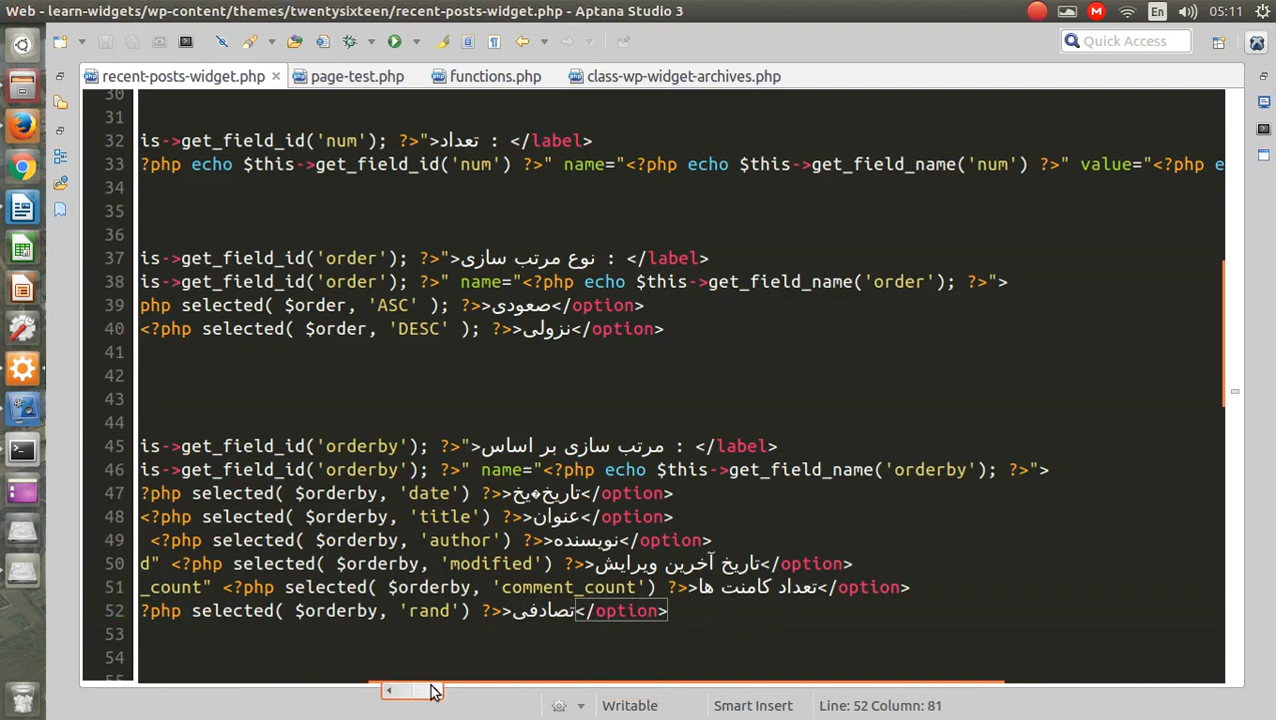 Web - learn-widgets/wp-content/themes/twentysixteen/recent-posts-widget.php - Aptana Studio 3
En 05:11
Quick Access
recent-posts-widget.php page-test.php functions.php class-wp-widget-archives.php
30
31
32 is->get_field_id('num'); ?>">تعداد : </label>
33 ?php echo $this->get_field_id('num') ?>" name="<?php echo $this->get_field_name('num') ?>" value="<?php e
34
35
36
37 is->get_field_id('order'); ?>">نوع مرتب سازی : </label>
38 is->get_field_id('order'); ?>" name="<?php echo $this->get_field_name('order'); ?>">
39 php selected( $order, 'ASC' ); ?>>صعودی</option>
40 <?php selected( $order, 'DESC' ); ?>>نزولی</option>
41
42
43
44
45 is->get_field_id('orderby'); ?>">مرتب سازی بر اساس : </label>
46 is->get_field_id('orderby'); ?>" name="<?php echo $this->get_field_name('orderby'); ?>">
47 ?php selected( $orderby, 'date') ?>>تاریخ�یخ</option>
48 <?php selected( $orderby, 'title') ?>>عنوان</option>
49 <?php selected( $orderby, 'author') ?>>نویسنده</option>
50 d" <?php selected( $orderby, 'modified') ?>>تاریخ آخرین ویرایش</option>
51 _count" <?php selected( $orderby, 'comment_count') ?>>تعداد کامنت ها</option>
52 ?php selected( $orderby, 'rand') ?>>تصادفی</option>
53
54
Writable Smart Insert Line: 52 Column: 81